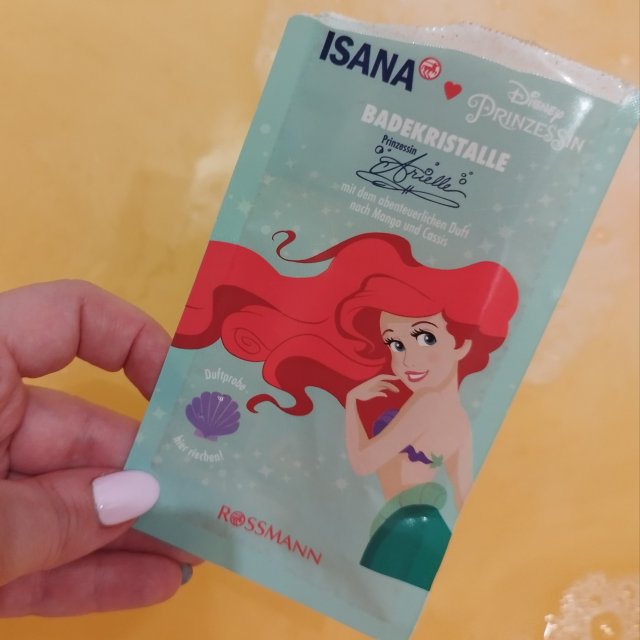 ISANA
Disney
PRINZESSIN
BADEKRISTALLE
Prinzessin
Arielle
mit dem abenteuerlichen Duft
nach Mango und Cassis
Duftprobe
hier riechen!
ROSSMANN